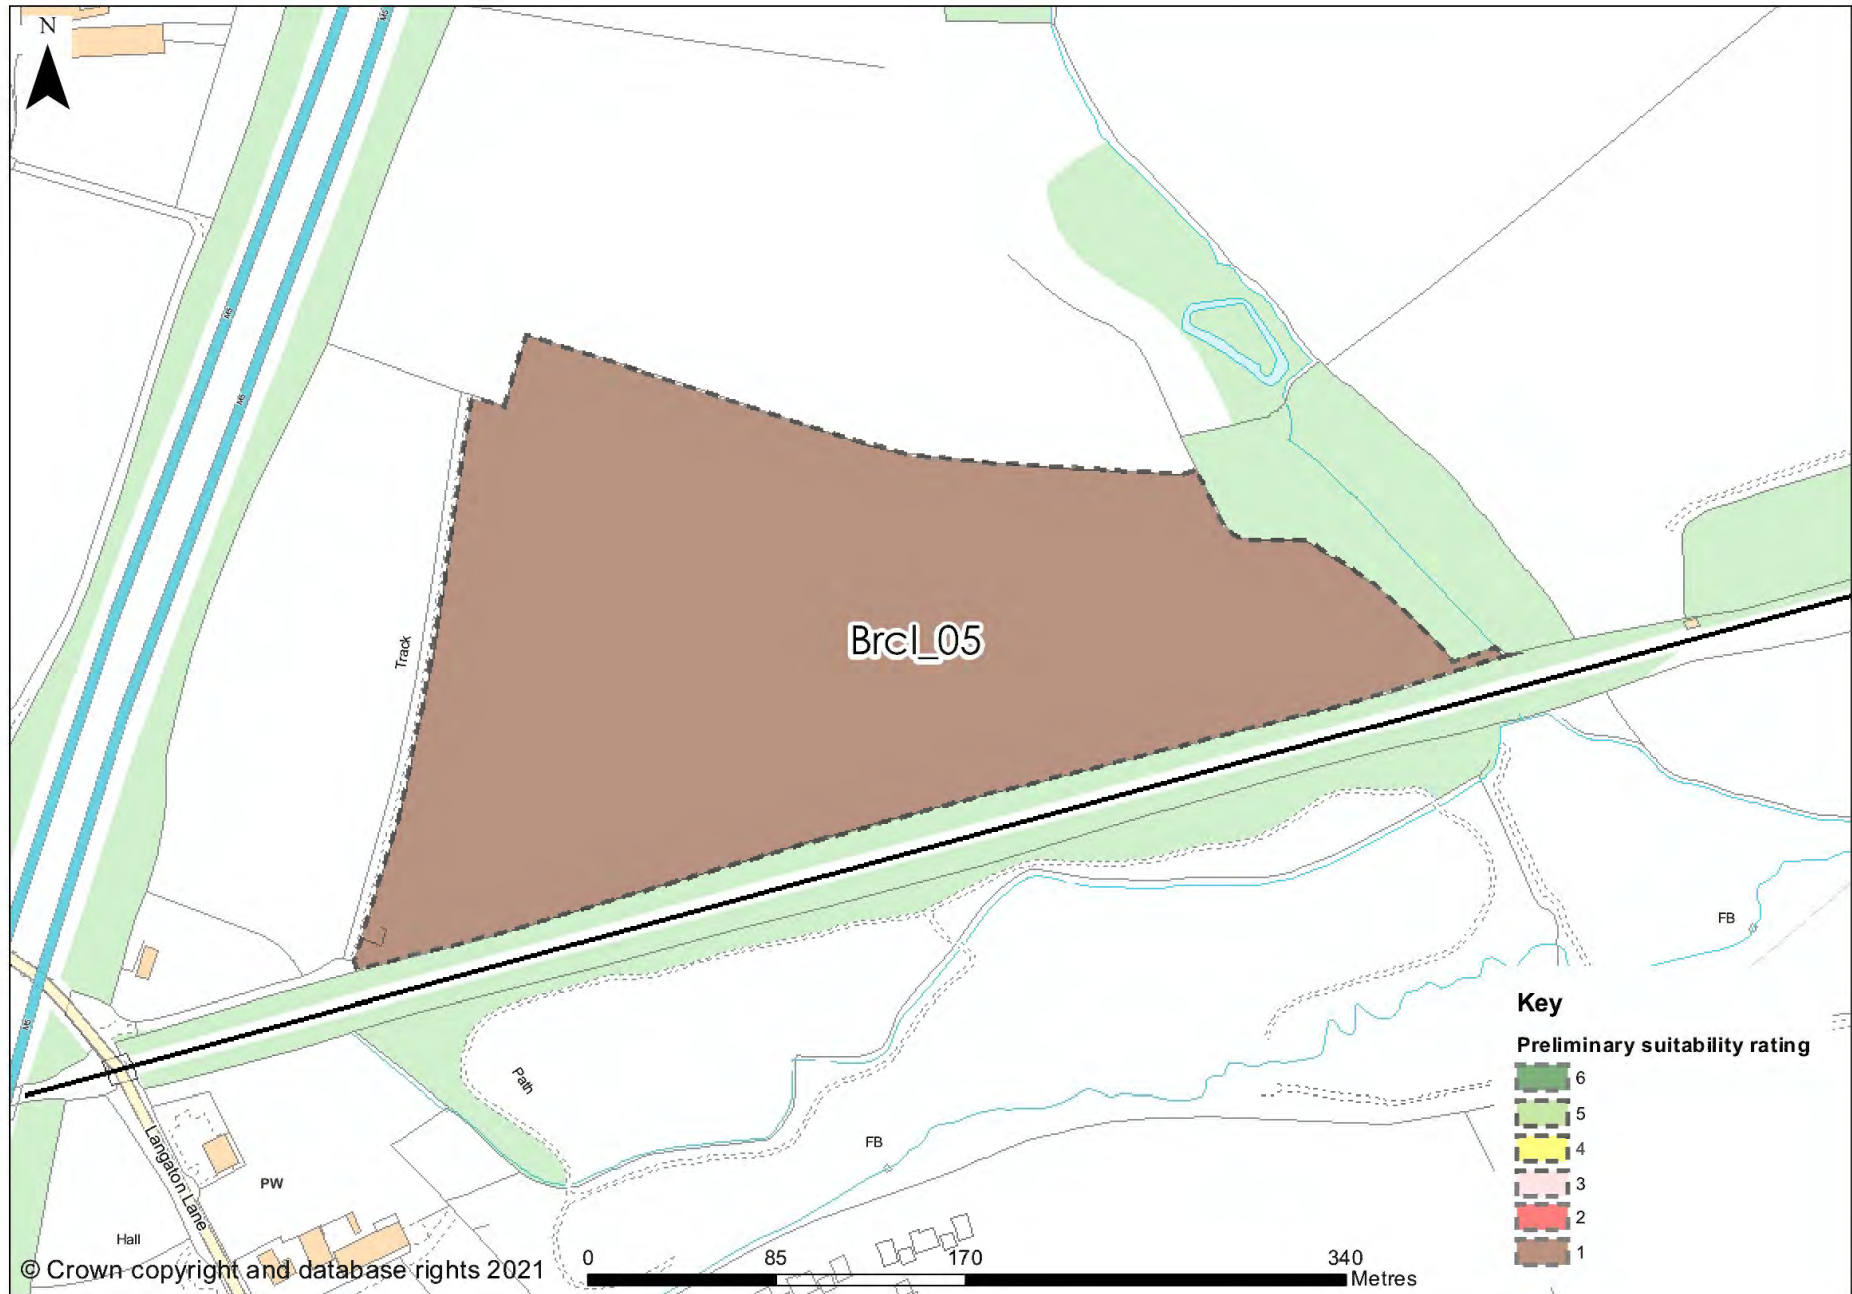 N
M5
M5
M5
Track
Brcl_05
FB
Key
Preliminary suitability rating
6
5
4
3
2
1
M5
Path
FB
Langaton Lane
PW
Hall
0 85 170 340
Metres
© Crown copyright and database rights 2021